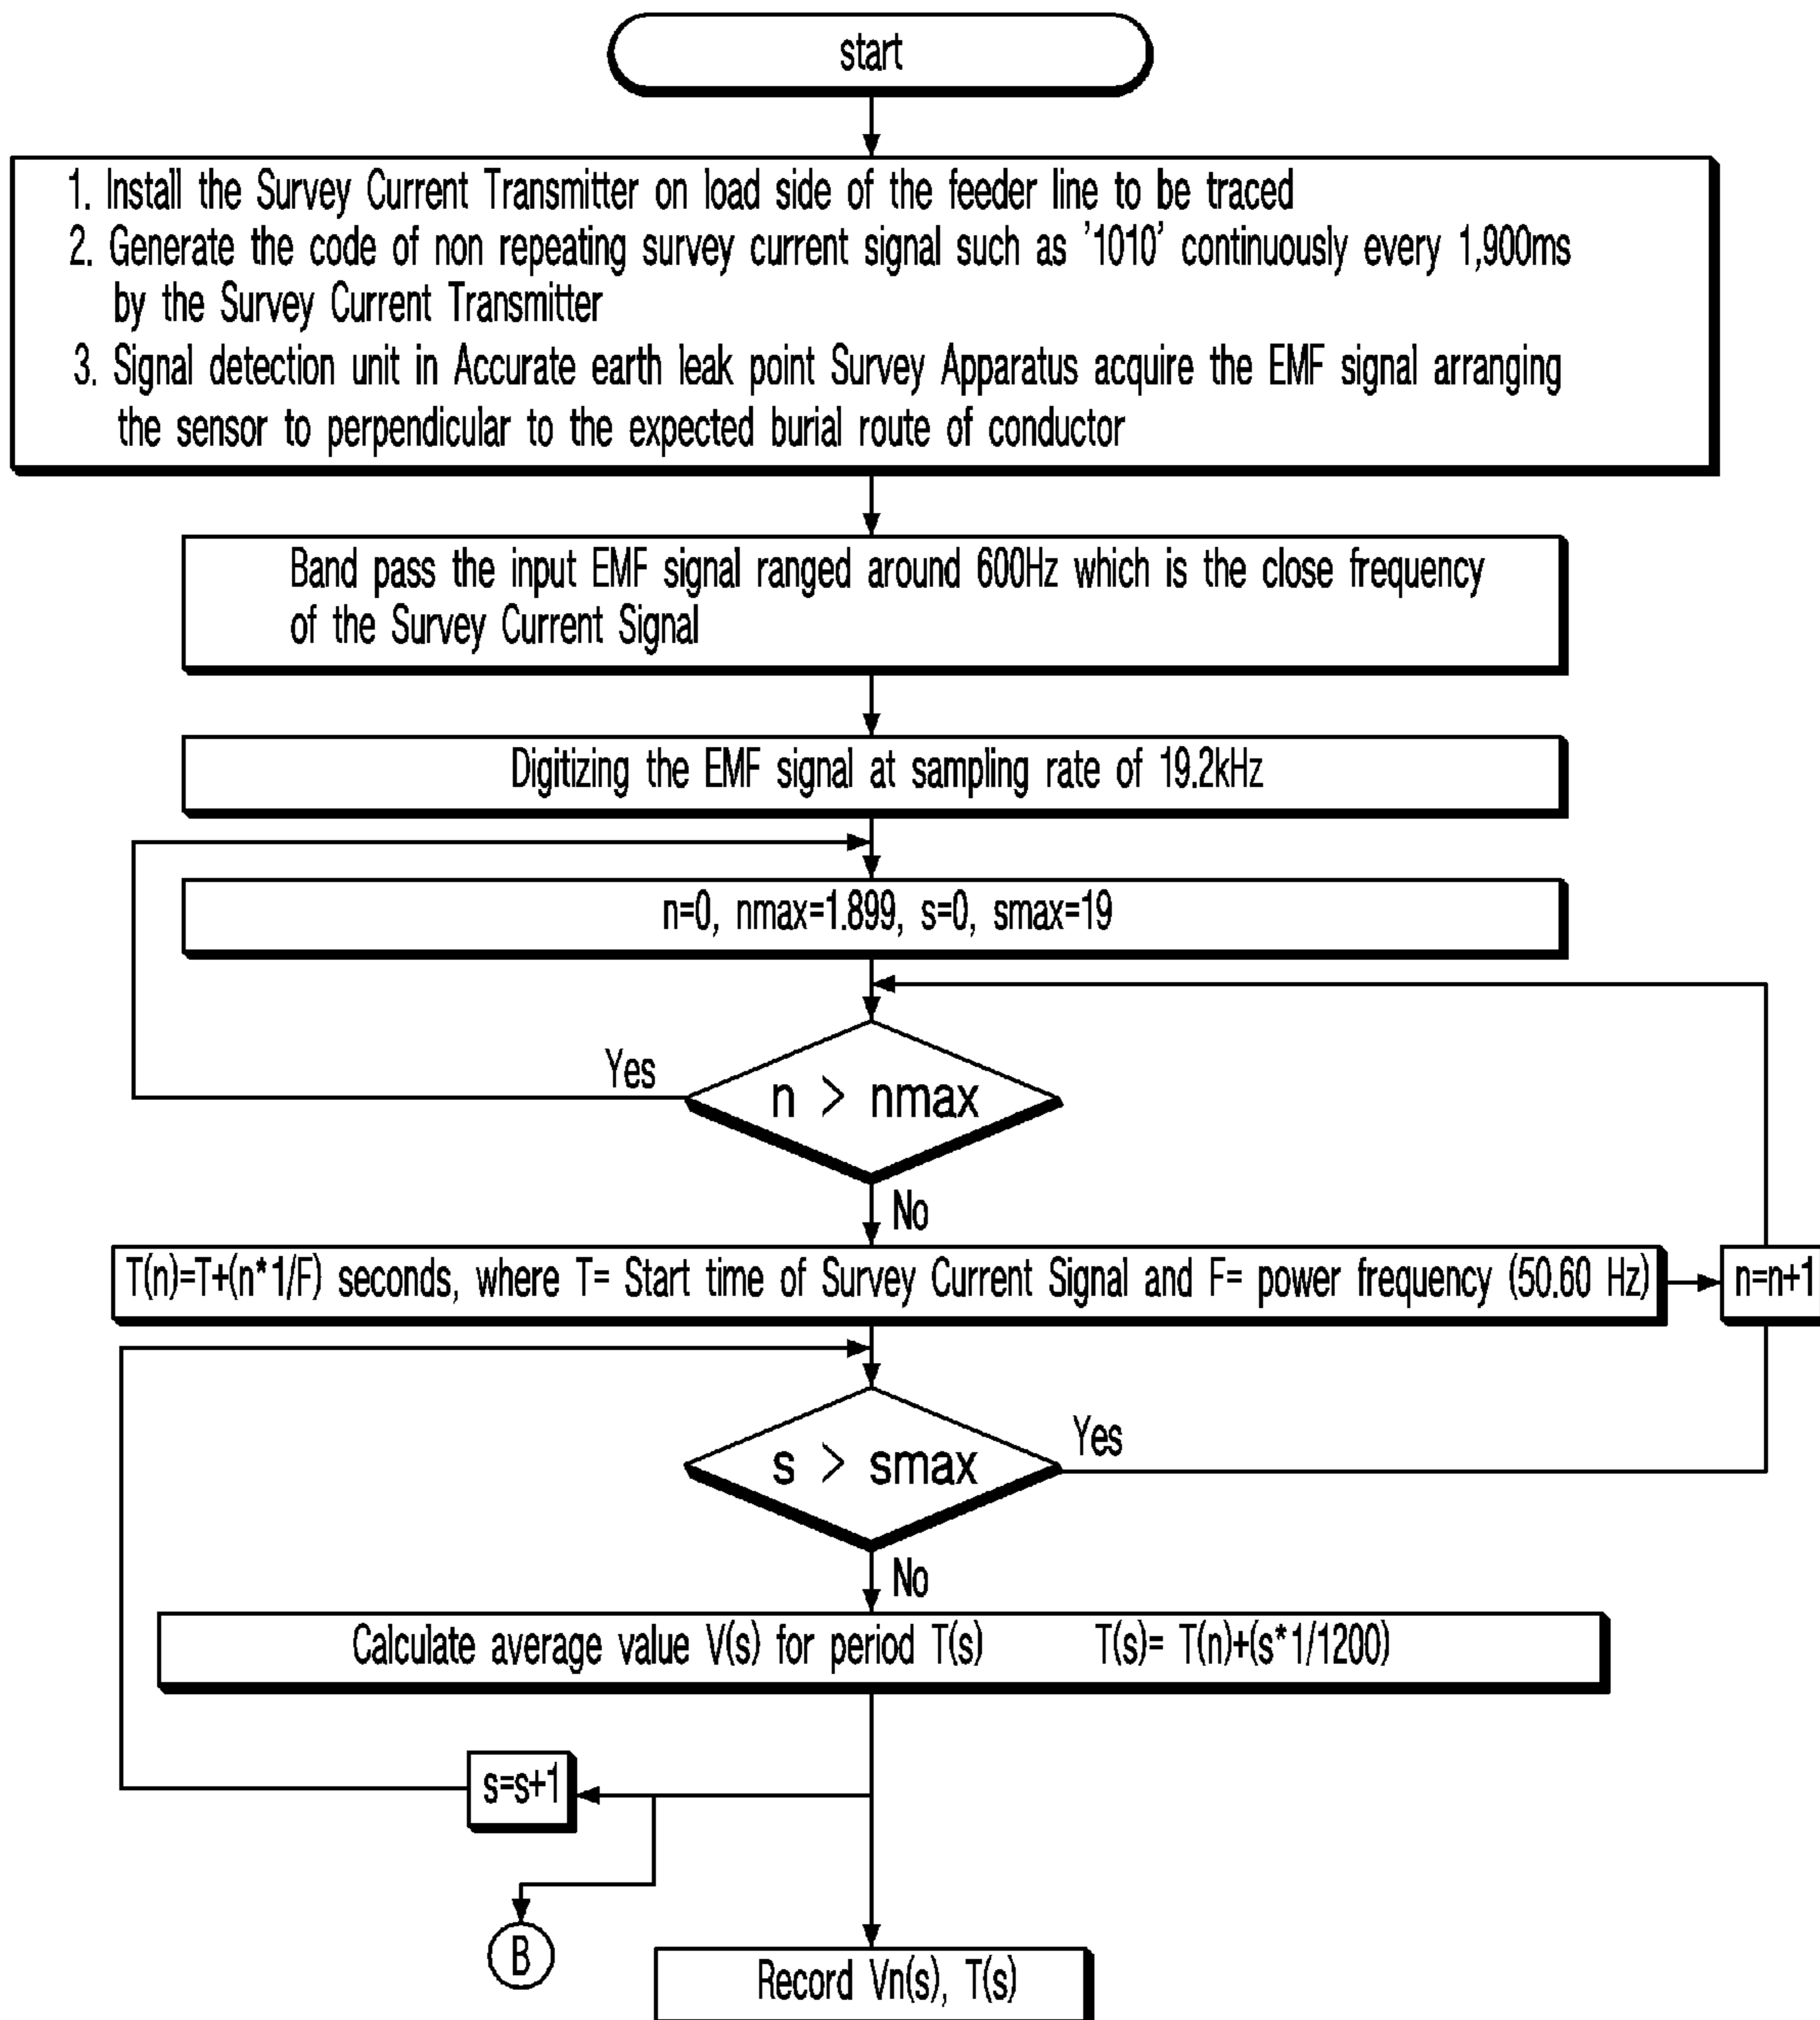 start
1. Install the Survey Current Transmitter on load side of the feeder line to be traced
2. Generate the code of non repeating survey current signal such as '1010' continuously every 1,900ms
by the Survey Current Transmitter
3. Signal detection unit in Accurate earth leak point Survey Apparatus acquire the EMF signal arranging
the sensor to perpendicular to the expected burial route of conductor
Band pass the input EMF signal ranged around 600Hz which is the close frequency
of the Survey Current Signal
Digitizing the EMF signal at sampling rate of 19.2kHz
n=0, nmax=1.899, s=0, smax=19
Yes
n > nmax
No
T(n)=T+(n*1/F) seconds, where T= Start time of Survey Current Signal and F= power frequency (50.60 Hz)
n=n+1
s > smax
Yes
No
Calculate average value V(s) for period T(s) T(s)= T(n)+(s*1/1200)
s=s+1
B
Record Vn(s), T(s)